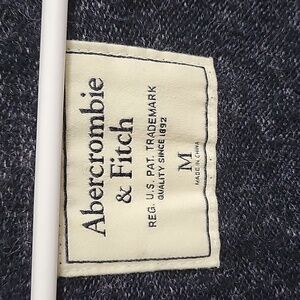 Abercrombie
& Fitch
REG. U.S. PAT. TRADEMARK
QUALITY SINCE 1892
M
MADE IN CHINA